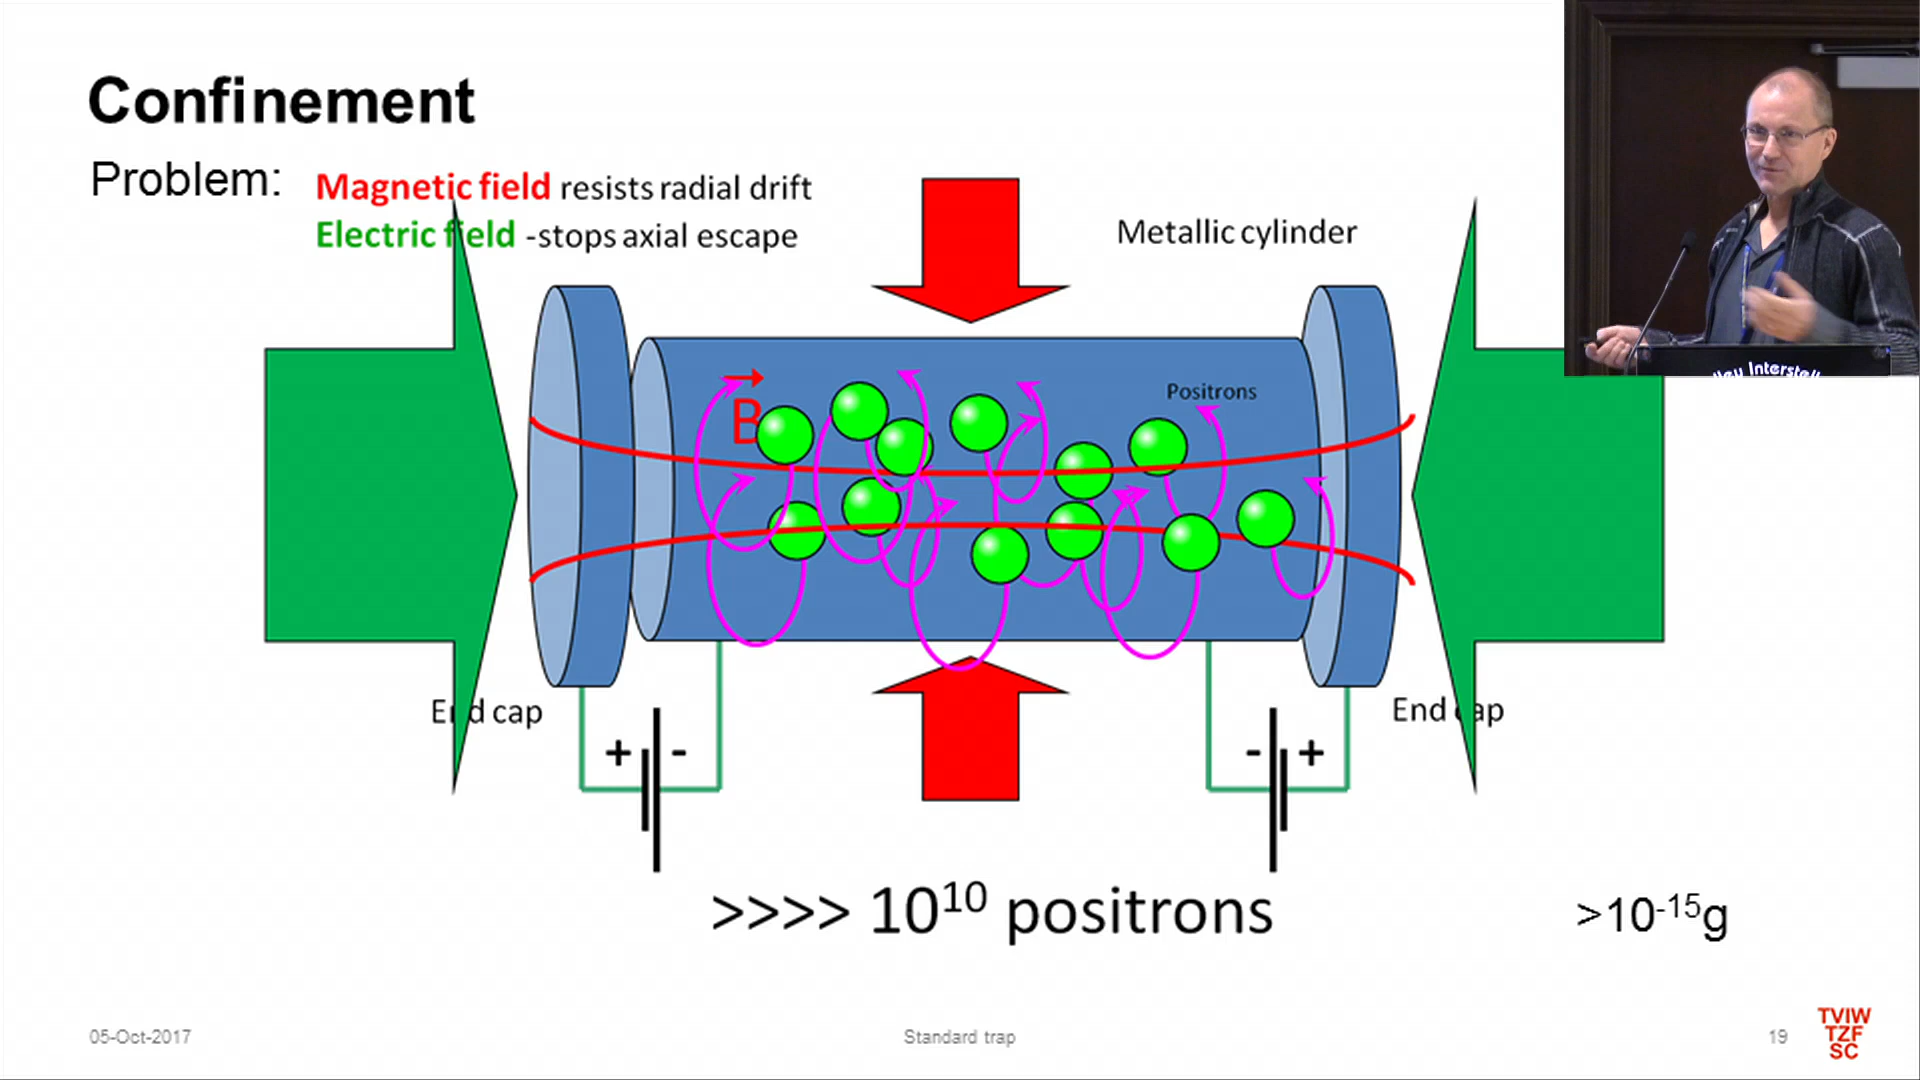 Confinement
Problem:
Magnetic field resists radial drift
Electric field -stops axial escape
Metallic cylinder
Positrons
B
End cap
End cap
+ -
- +
>>>> 10¹⁰ positrons
>10⁻¹⁵g
05-Oct-2017
Standard trap
19
TVIW
TZF
SC